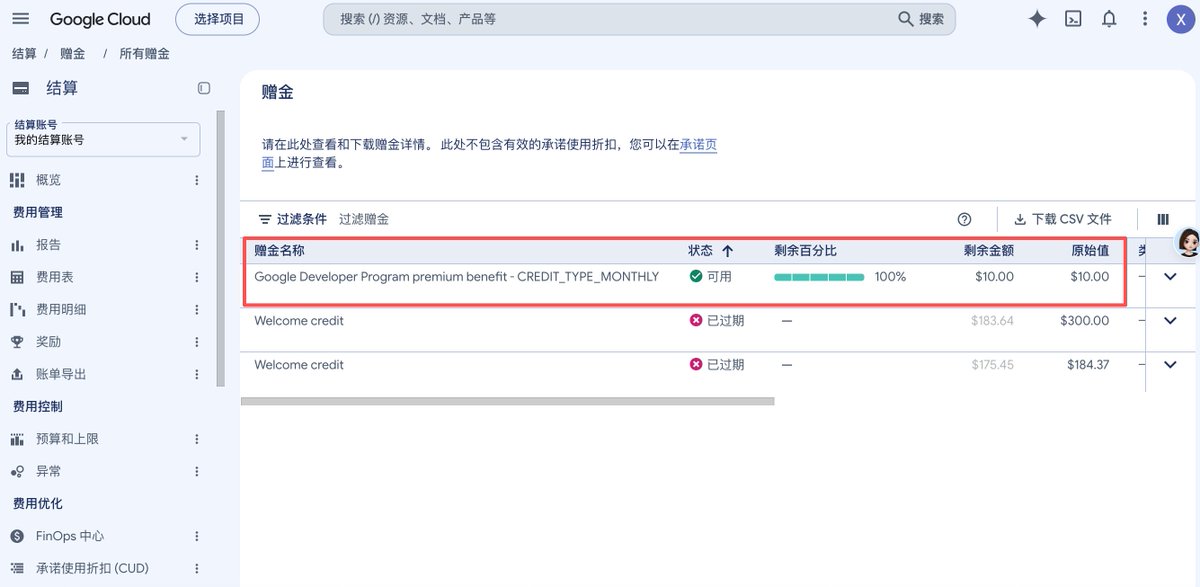 Google Cloud
选择项目
搜索 (/) 资源、文档、产品等
搜索
X
结算 / 赠金 / 所有赠金
结算
结算账号
我的结算账号
概览
费用管理
报告
费用表
费用明细
奖励
账单导出
费用控制
预算和上限
异常
费用优化
FinOps 中心
承诺使用折扣 (CUD)
赠金
请在此处查看和下载赠金详情。 此处不包含有效的承诺使用折扣，您可以在承诺页
面上进行查看。
过滤条件 过滤赠金
下载 CSV 文件
赠金名称 状态 剩余百分比 剩余金额 原始值
Google Developer Program premium benefit - CREDIT_TYPE_MONTHLY 可用 100% $10.00 $10.00
Welcome credit 已过期 — $183.64 $300.00 —
Welcome credit 已过期 — $175.45 $184.37 —